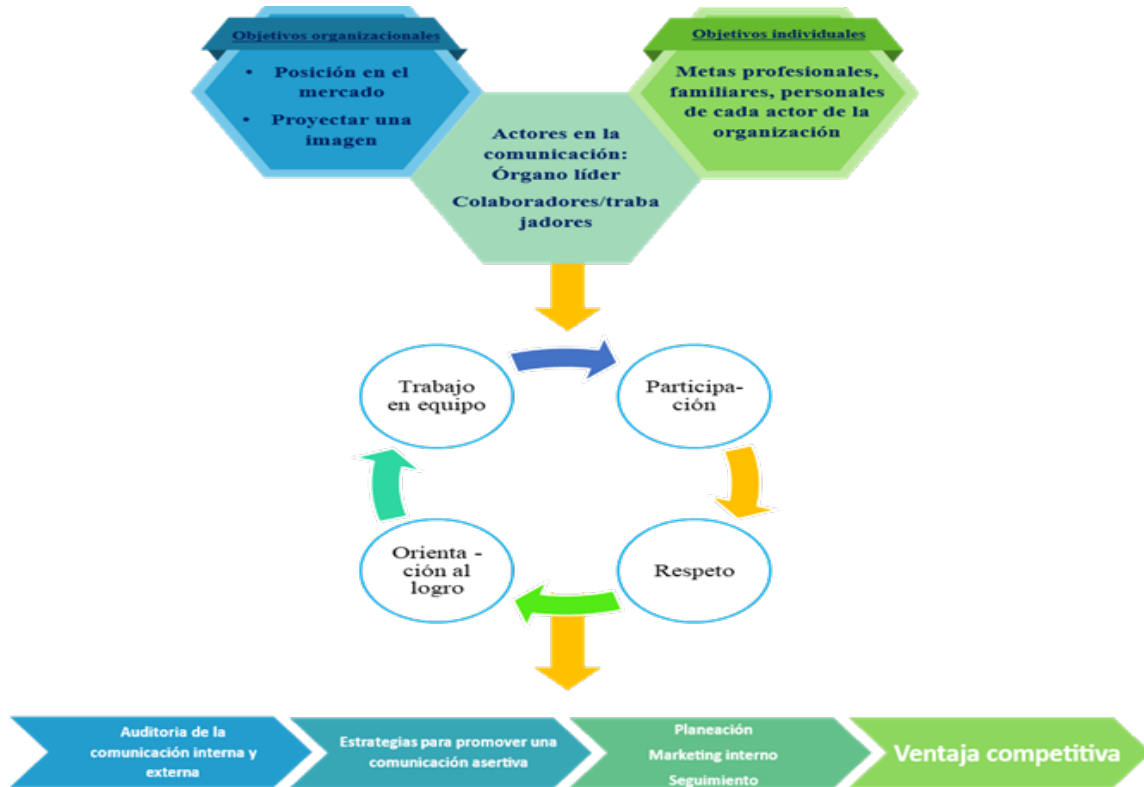 Objetivos organizacionales
• Posición en el
mercado
• Proyectar una
imagen
Objetivos individuales
Metas profesionales,
familiares, personales
de cada actor de la
organización
Actores en la
comunicación:
Órgano líder
Colaboradores/traba
jadores
Trabajo
en equipo
Participa-
ción
Respeto
Orienta -
ción al
logro
Auditoria de la
comunicación interna y
externa
Estrategias para promover una
comunicación asertiva
Planeación
Marketing interno
Seguimiento
Ventaja competitiva